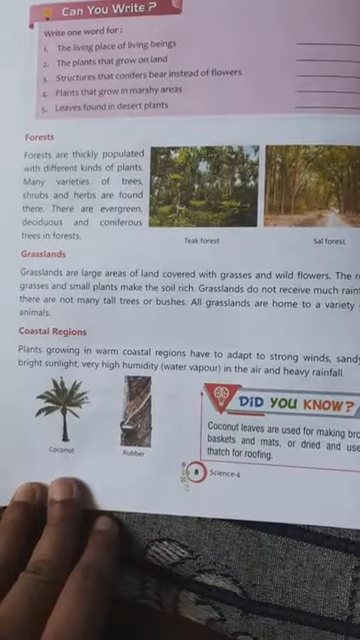 Can You Write?
Write one word for:
1. The living place of living beings
2. The plants that grow on land
3. Structures that conifers bear instead of flowers
4. Plants that grow in marshy areas
5. Leaves found in desert plants
Forests
Forests are thickly populated
with different kinds of plants.
Many varieties of trees,
shrubs and herbs are found
there. There are evergreen,
deciduous and coniferous
trees in forests.
Teak forest
Sal forest
Grasslands
Grasslands are large areas of land covered with grasses and wild flowers. The
grasses and small plants make the soil rich. Grasslands do not receive much
there are not many tall trees or bushes. All grasslands are home to a variety
animals.
Coastal Regions
Plants growing in warm coastal regions have to adapt to strong winds,
bright sunlight, very high humidity (water vapour) in the air and heavy rainfall.
Coconut
Rubber
DID YOU KNOW?
Coconut leaves are used for making
baskets and mats, or dried and
thatch for roofing.
8 Science-4